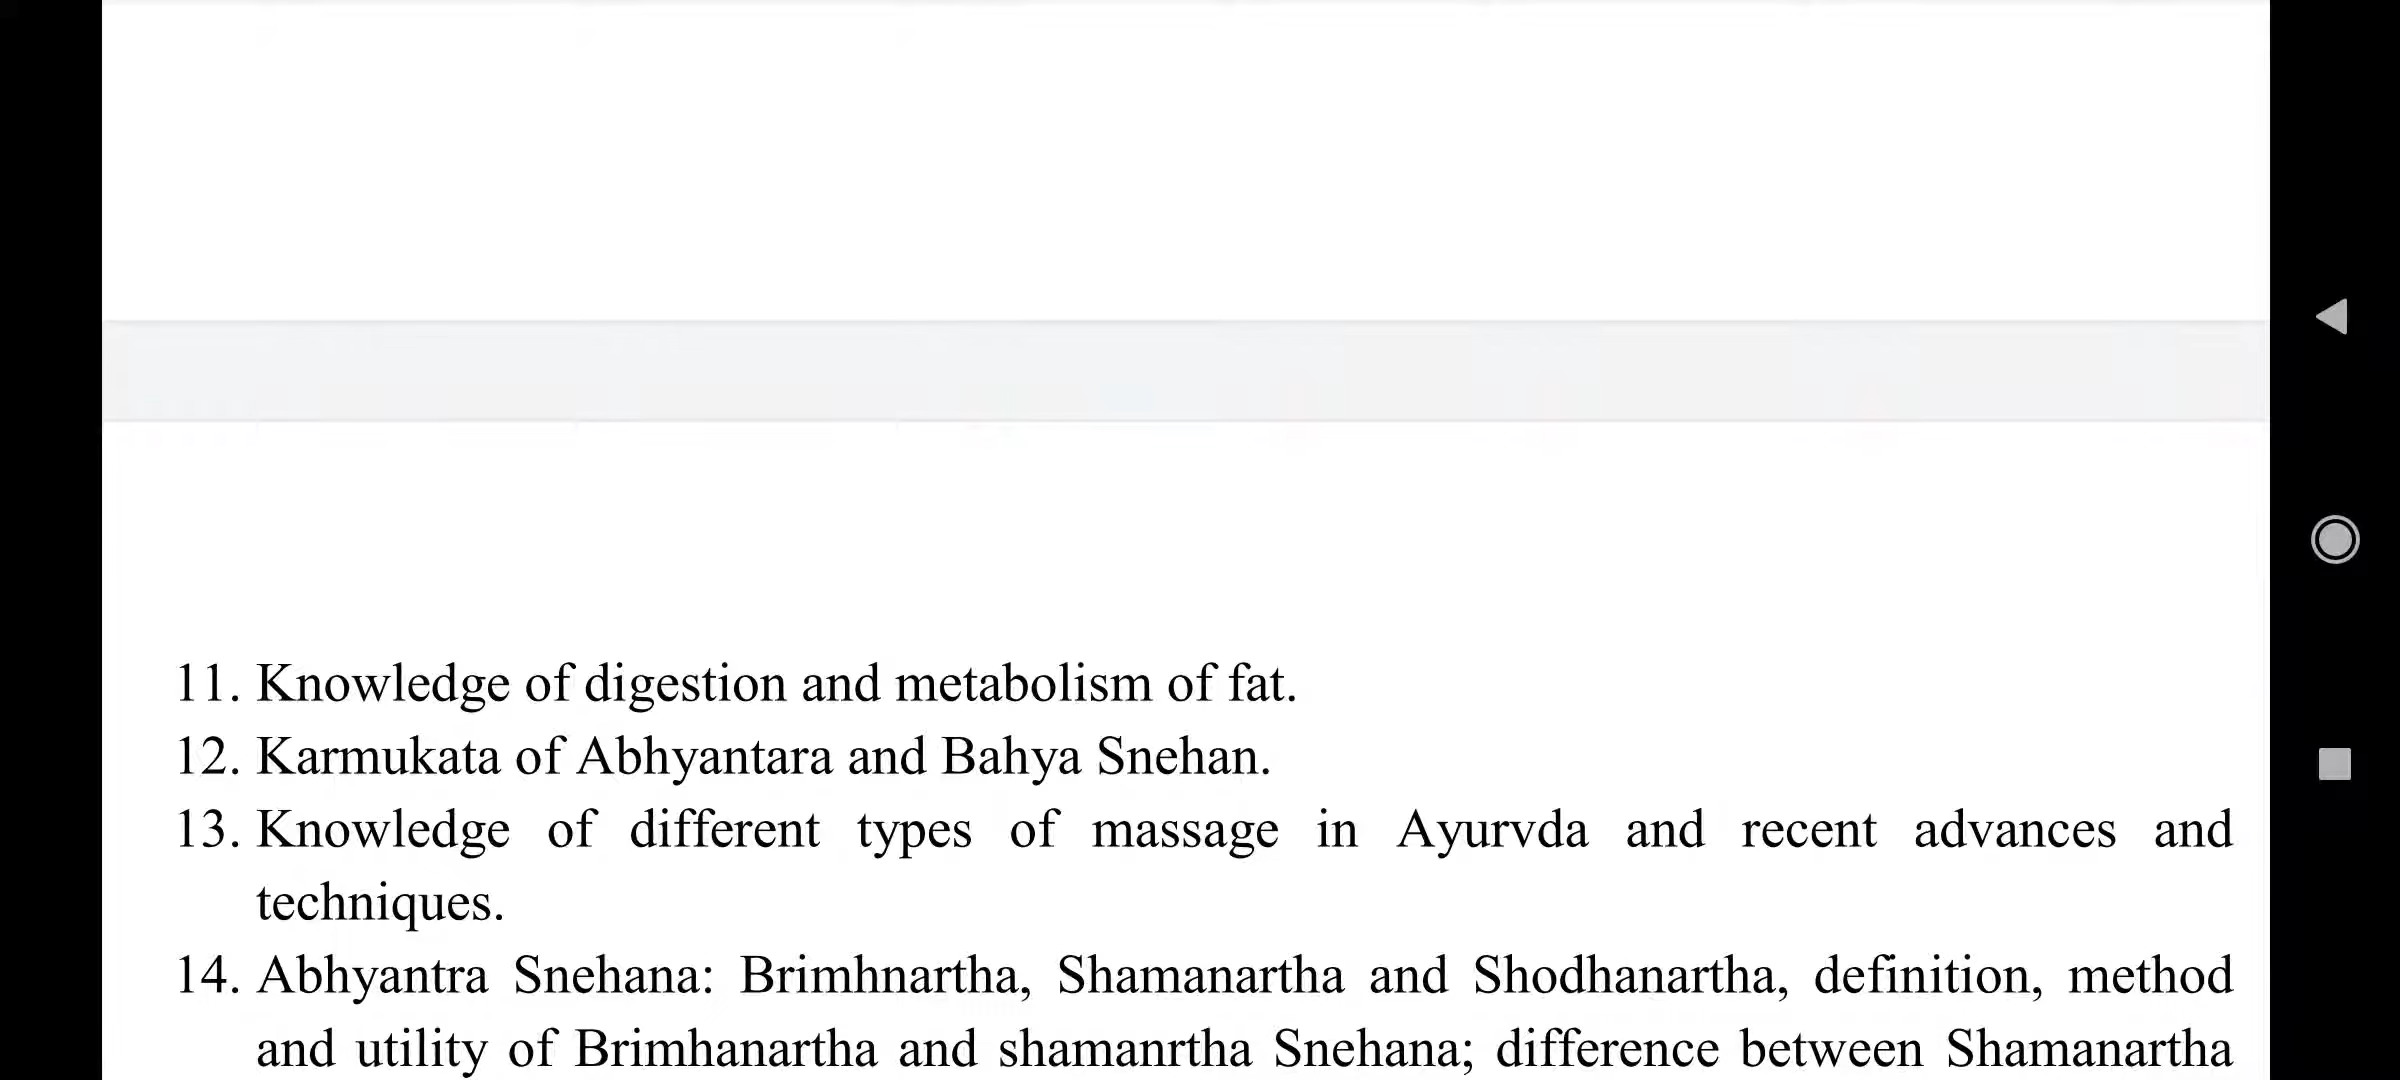 11. Knowledge of digestion and metabolism of fat.
12. Karmukata of Abhyantara and Bahya Snehan.
13. Knowledge of different types of massage in Ayurvda and recent advances and
techniques.
14. Abhyantra Snehana: Brimhnartha, Shamanartha and Shodhanartha, definition, method
and utility of Brimhanartha and shamanrtha Snehana; difference between Shamanartha